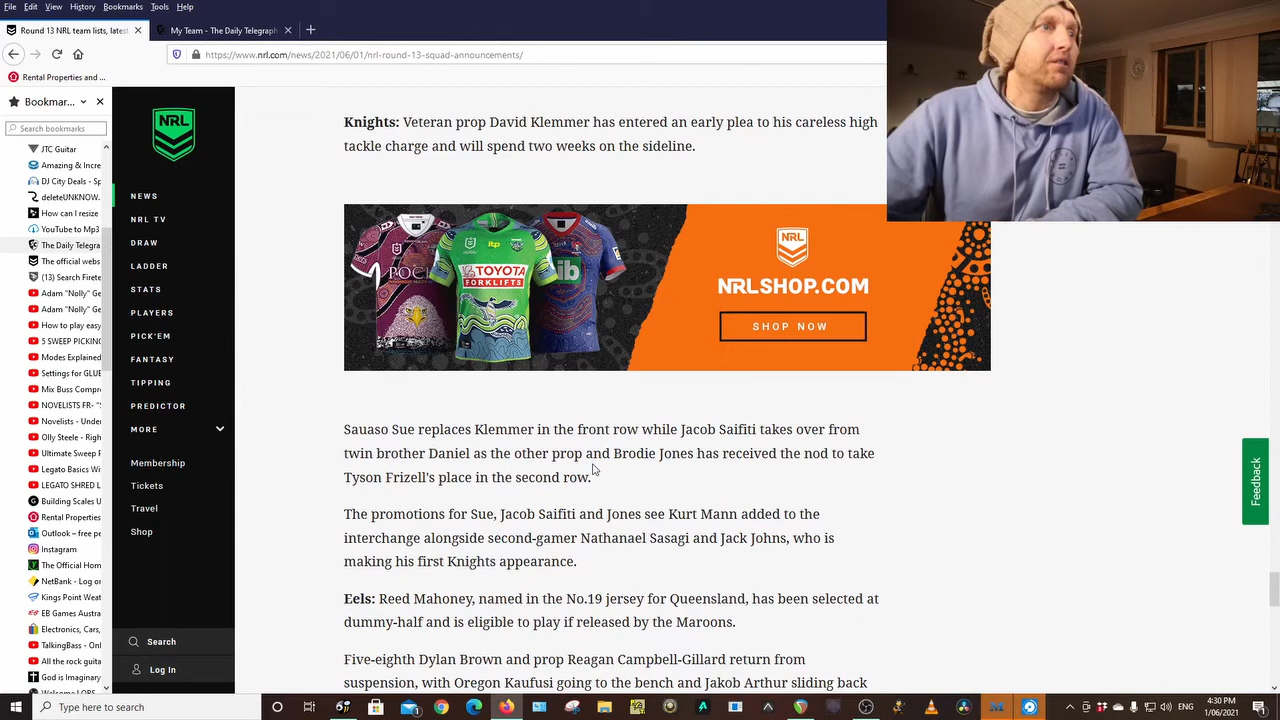 File Edit View History Bookmarks Tools Help
Round 13 NRL team lists, latest
My Team - The Daily Telegraph
https://www.nrl.com/news/2021/06/01/nrl-round-13-squad-announcements/
Rental Properties and ...
Bookmar...
Search bookmarks
JTC Guitar
Amazing & Incre
DJ City Deals - Sp
deleteUNKNOW.
How can I resize
YouTube to Mp3
The Daily Telegra
The official webs
(13) Search Firete
Adam "Nolly" Ge
Adam "Nolly" Ge
How to play easy
5 SWEEP PICKING
Modes Explained
Settings for GLUE
Mix Buss Compr
NOVELISTS FR- "S
Novelists - Under
Olly Steele - Righ
Ultimate Sweep F
Legato Basics Wi
LEGATO SHRED L
Building Scales U
Rental Properties
Outlook – free pe
Instagram
The Official Hom
NetBank - Log or
Kings Point Weat
EB Games Austra
Electronics, Cars,
TalkingBass - Onl
All the rock guita
God is Imaginary
Welcome LORS
NRL
NEWS
NRL TV
DRAW
LADDER
STATS
PLAYERS
PICK'EM
FANTASY
TIPPING
PREDICTOR
MORE
Membership
Tickets
Travel
Shop
Search
Log In
Knights: Veteran prop David Klemmer has entered an early plea to his careless high
tackle charge and will spend two weeks on the sideline.
itp
TOYOTA
FORKLIFTS
NRL
NRLSHOP.COM
SHOP NOW
Sauaso Sue replaces Klemmer in the front row while Jacob Saifiti takes over from
twin brother Daniel as the other prop and Brodie Jones has received the nod to take
Tyson Frizell's place in the second row.
The promotions for Sue, Jacob Saifiti and Jones see Kurt Mann added to the
interchange alongside second-gamer Nathanael Sasagi and Jack Johns, who is
making his first Knights appearance.
Eels: Reed Mahoney, named in the No.19 jersey for Queensland, has been selected at
dummy-half and is eligible to play if released by the Maroons.
Five-eighth Dylan Brown and prop Reagan Campbell-Gillard return from
suspension, with Oregon Kaufusi going to the bench and Jakob Arthur sliding back
Feedback
Type here to search
4:30 PM
1/06/2021